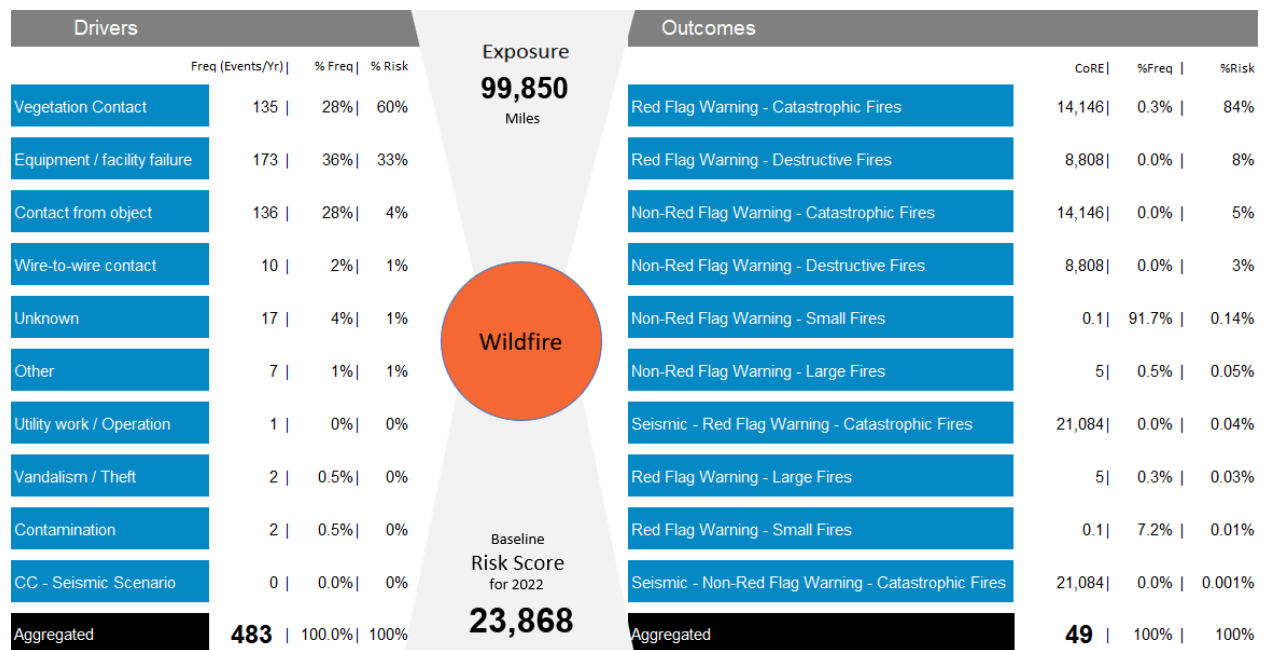 Drivers
Freq (Events/Yr)| % Freq| % Risk
Vegetation Contact 135 | 28%| 60%
Equipment / facility failure 173 | 36%| 33%
Contact from object 136 | 28%| 4%
Wire-to-wire contact 10 | 2%| 1%
Unknown 17 | 4%| 1%
Other 7 | 1%| 1%
Utility work / Operation 1 | 0%| 0%
Vandalism / Theft 2 | 0.5%| 0%
Contamination 2 | 0.5%| 0%
CC - Seismic Scenario 0 | 0.0%| 0%
Aggregated 483 | 100.0%| 100%
Exposure
99,850
Miles
Wildfire
Baseline
Risk Score
for 2022
23,868
Outcomes
CoRE| %Freq | %Risk
Red Flag Warning - Catastrophic Fires 14,146| 0.3% | 84%
Red Flag Warning - Destructive Fires 8,808| 0.0% | 8%
Non-Red Flag Warning - Catastrophic Fires 14,146| 0.0% | 5%
Non-Red Flag Warning - Destructive Fires 8,808| 0.0% | 3%
Non-Red Flag Warning - Small Fires 0.1| 91.7% | 0.14%
Non-Red Flag Warning - Large Fires 5| 0.5% | 0.05%
Seismic - Red Flag Warning - Catastrophic Fires 21,084| 0.0% | 0.04%
Red Flag Warning - Large Fires 5| 0.3% | 0.03%
Red Flag Warning - Small Fires 0.1| 7.2% | 0.01%
Seismic - Non-Red Flag Warning - Catastrophic Fires 21,084| 0.0% | 0.001%
Aggregated 49 | 100% | 100%